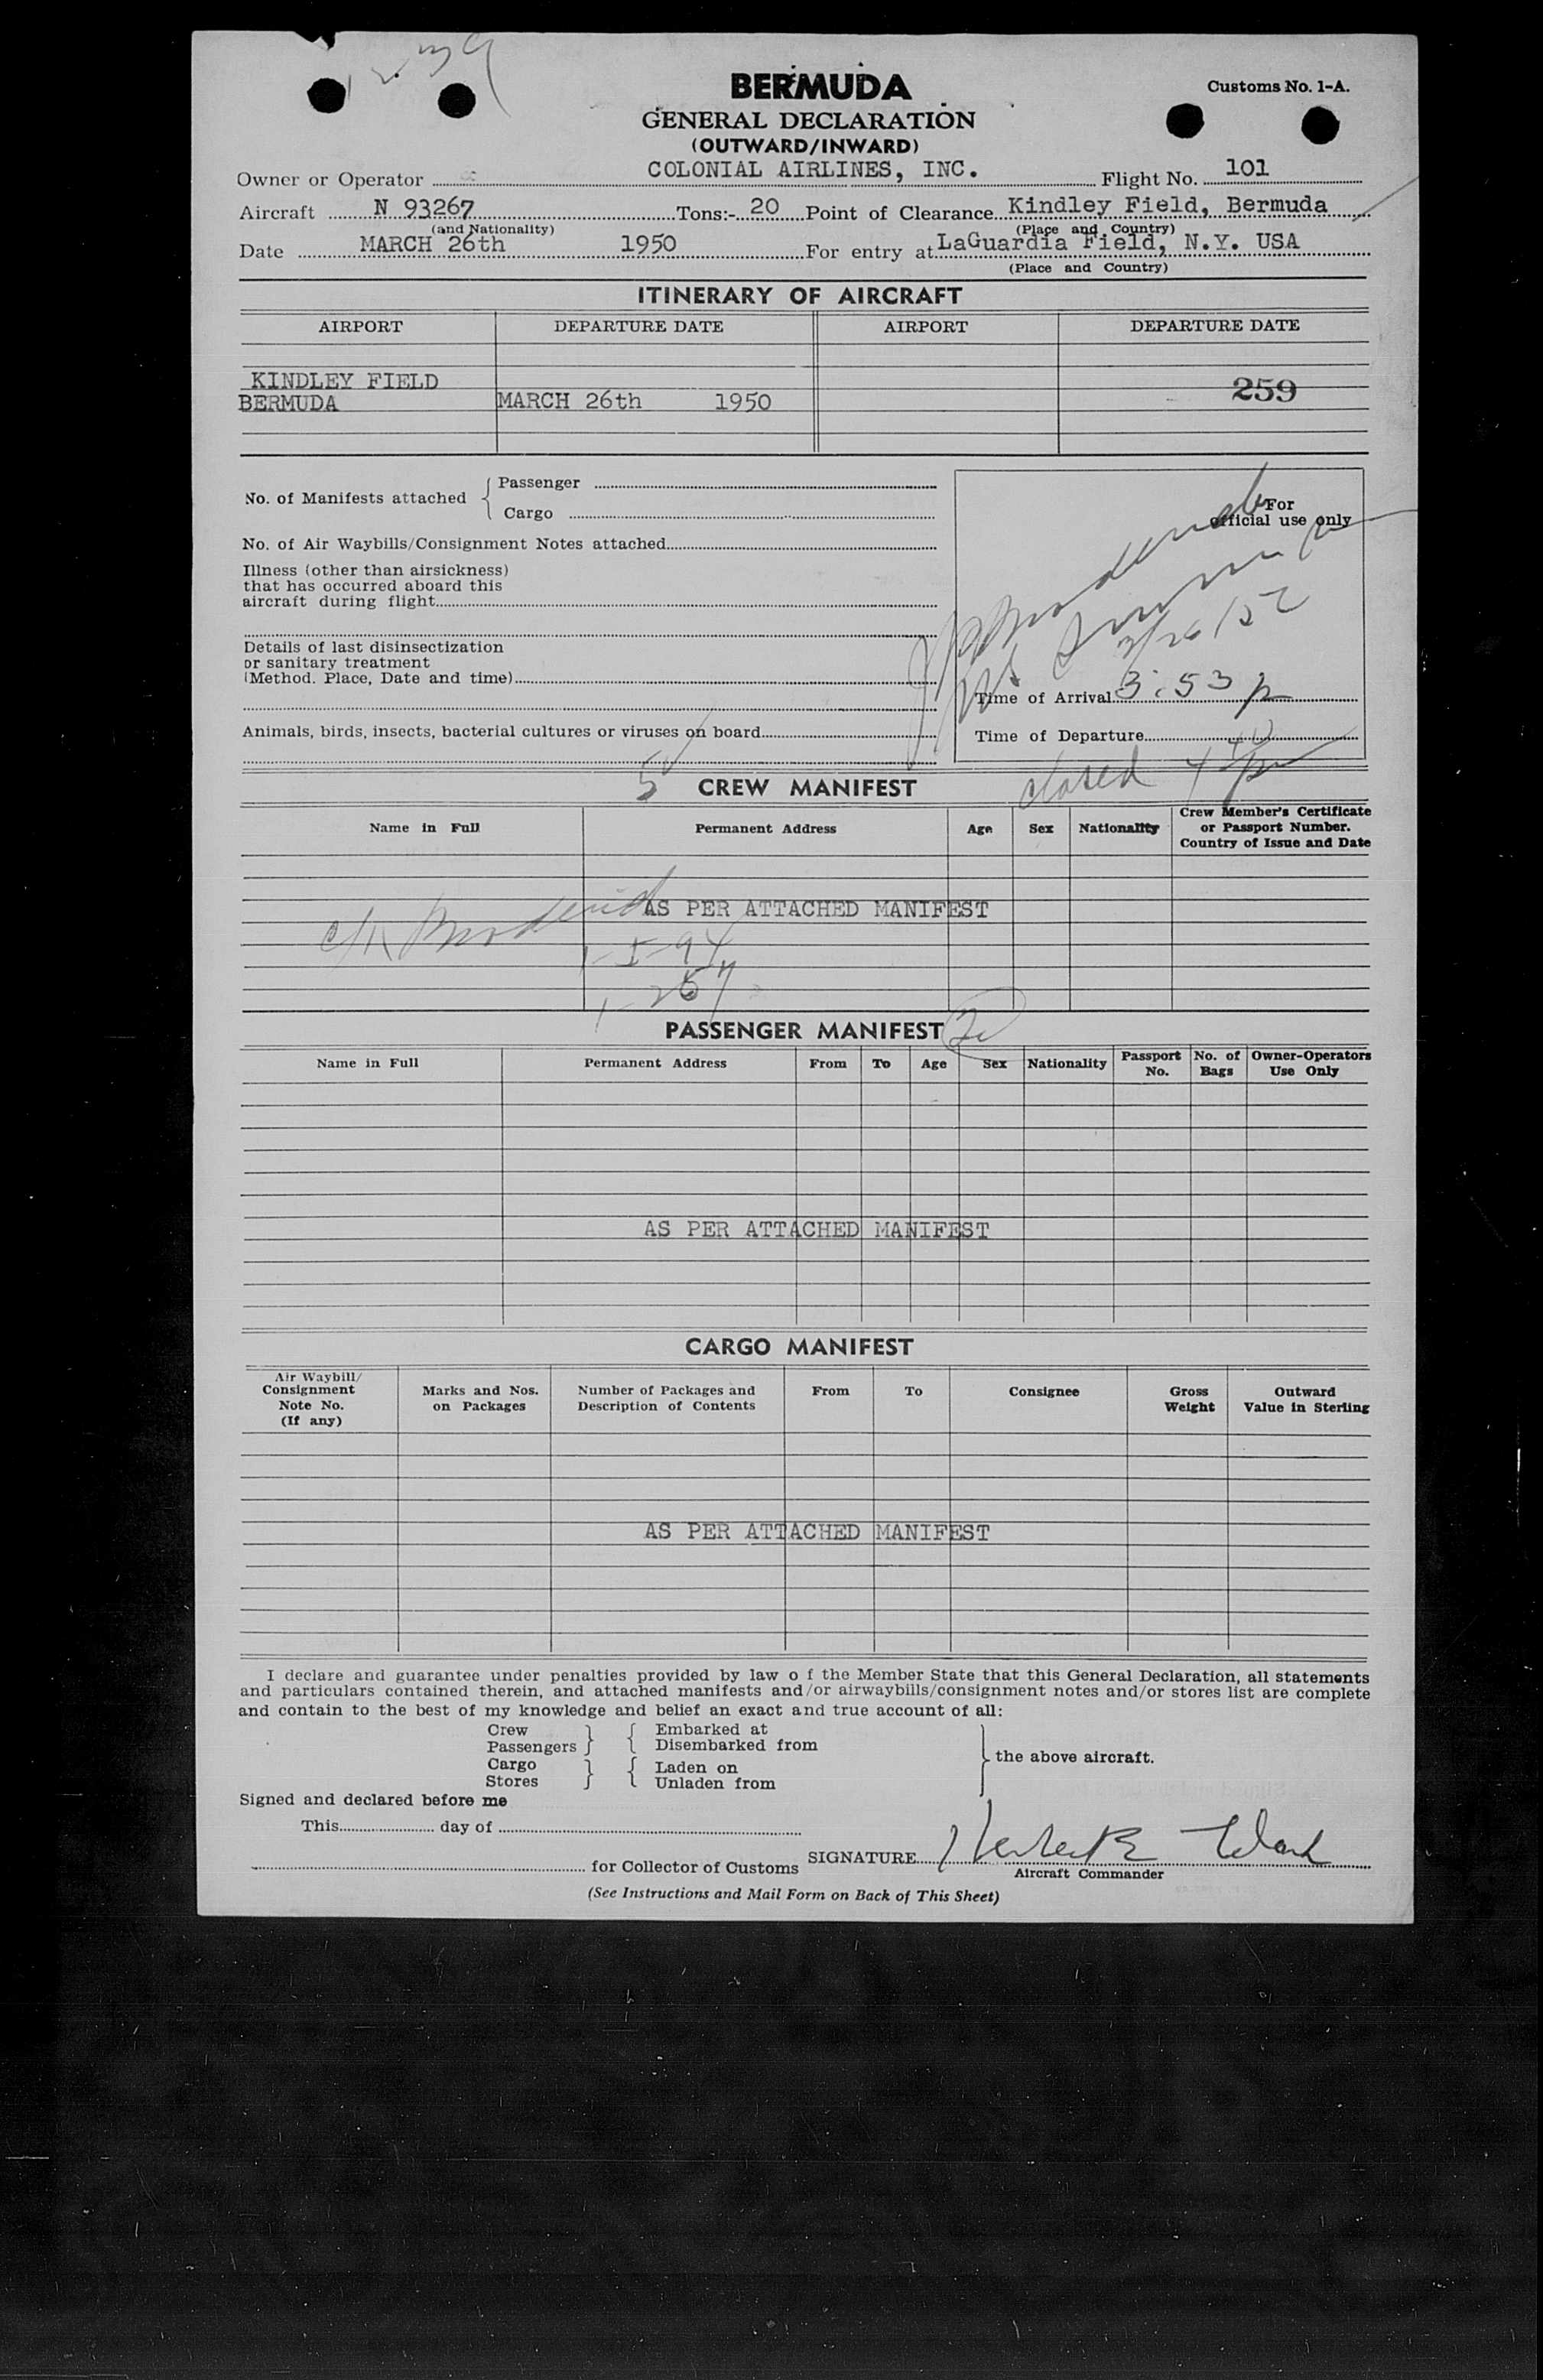 BERMUDA
Customs No. 1-A.
GENERAL DECLARATION
(OUTWARD/INWARD)
Owner or Operator COLONIAL AIRLINES, INC. Flight No. 101
Aircraft N 93267 Tons:- 20 Point of Clearance Kindley Field, Bermuda
(and Nationality) (Place and Country)
Date MARCH 26th 1950 For entry at LaGuardia Field, N.Y. USA
(Place and Country)
ITINERARY OF AIRCRAFT
AIRPORT DEPARTURE DATE AIRPORT DEPARTURE DATE
KINDLEY FIELD 259
BERMUDA MARCH 26th 1950
No. of Manifests attached { Passenger
Cargo
For
official use only
No. of Air Waybills/Consignment Notes attached
Illness (other than airsickness)
that has occurred aboard this
aircraft during flight
Details of last disinsectization
or sanitary treatment
(Method. Place, Date and time)
Time of Arrival 3:53 p
Animals, birds, insects, bacterial cultures or viruses on board
Time of Departure
5 CREW MANIFEST closed
Name in Full Permanent Address Age Sex Nationality Crew Member's Certificate
or Passport Number.
Country of Issue and Date
AS PER ATTACHED MANIFEST
PASSENGER MANIFEST
Name in Full Permanent Address From To Age Sex Nationality Passport No. No. of Bags Owner-Operators Use Only
AS PER ATTACHED MANIFEST
CARGO MANIFEST
Air Waybill/
Consignment
Note No.
(If any)
Marks and Nos.
on Packages
Number of Packages and
Description of Contents
From To Consignee
Gross
Weight
Outward
Value in Sterling
AS PER ATTACHED MANIFEST
I declare and guarantee under penalties provided by law o f the Member State that this General Declaration, all statements
and particulars contained therein, and attached manifests and/or airwaybills/consignment notes and/or stores list are complete
and contain to the best of my knowledge and belief an exact and true account of all:
Crew } { Embarked at
Passengers Disembarked from
the above aircraft.
Cargo } { Laden on
Stores Unladen from
Signed and declared before me
This day of
for Collector of Customs SIGNATURE
Aircraft Commander
(See Instructions and Mail Form on Back of This Sheet)